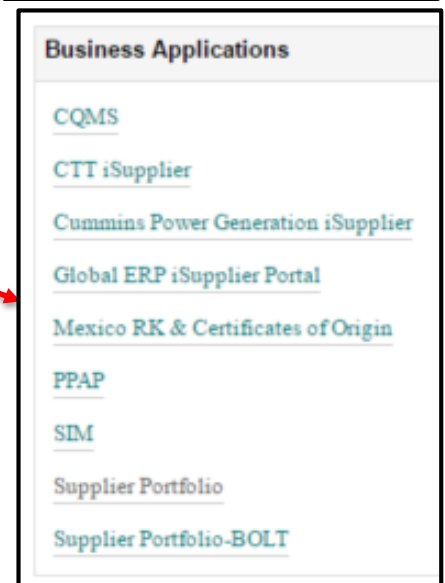 Business Applications
CQMS
CTT iSupplier
Cummins Power Generation iSupplier
Global ERP iSupplier Portal
Mexico RK & Certificates of Origin
PPAP
SIM
Supplier Portfolio
Supplier Portfolio-BOLT